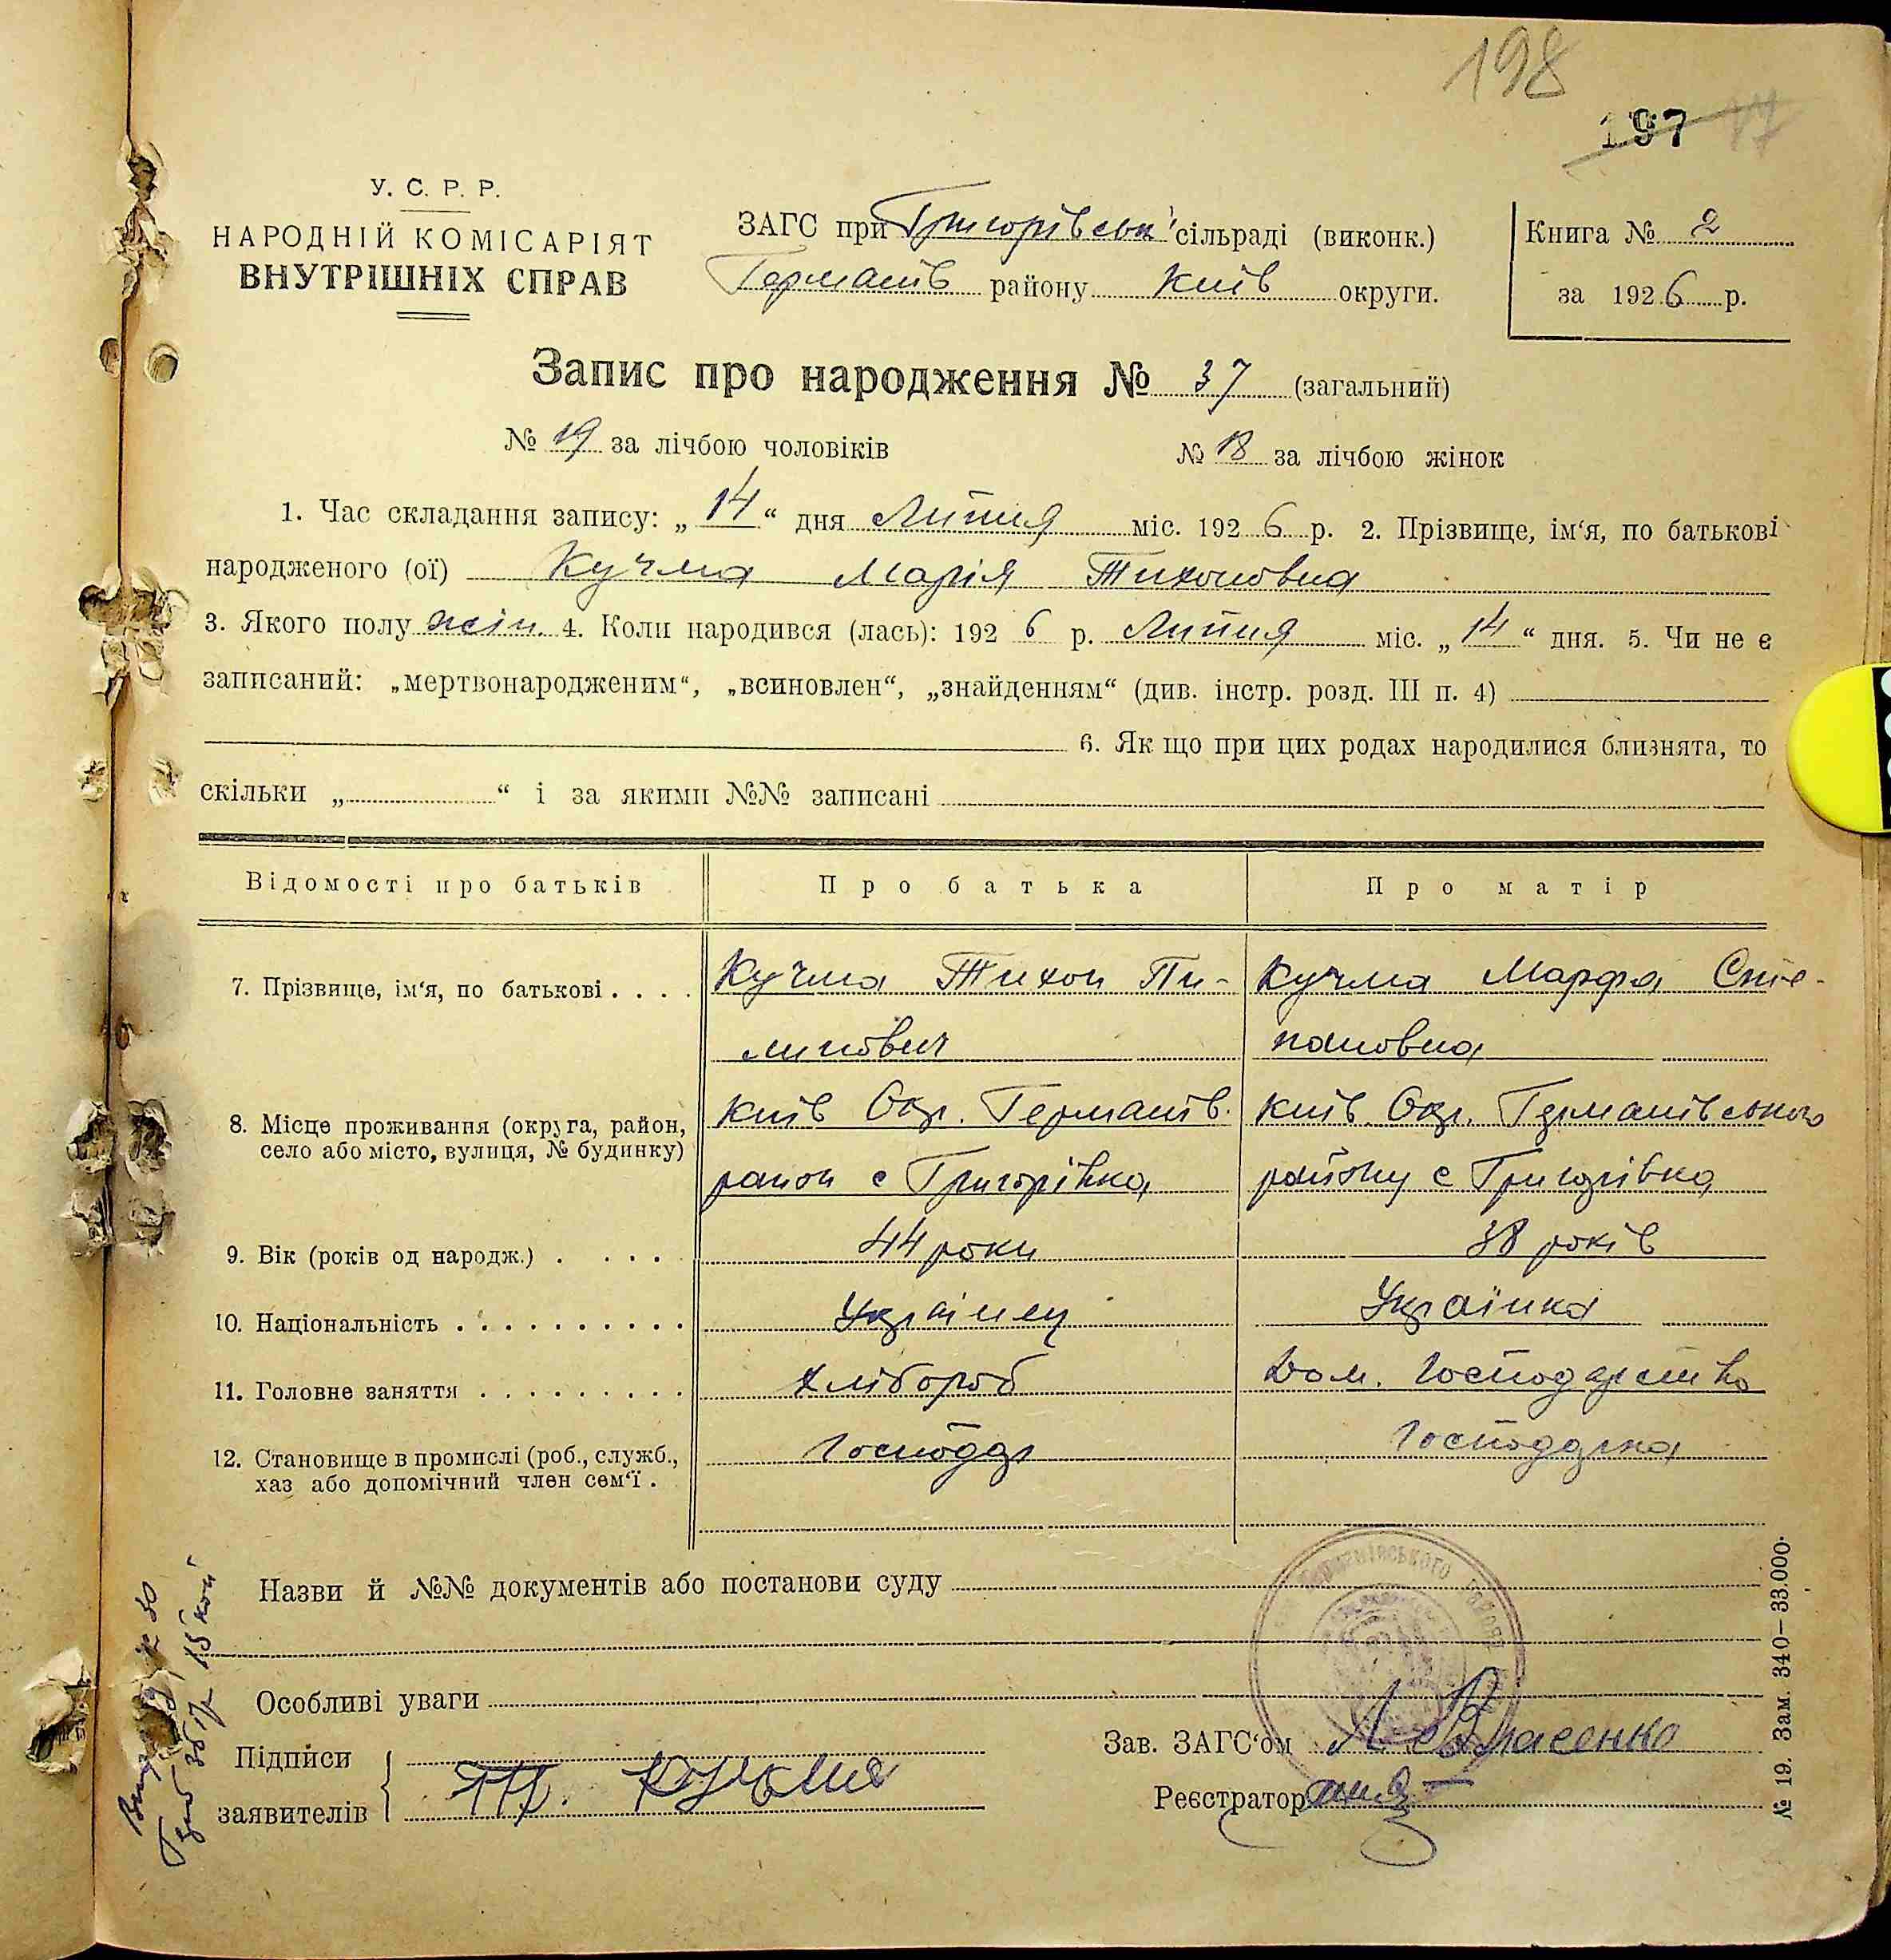 198
197 17
У. С. Р. Р.
НАРОДНІЙ КОМІСАРІЯТ
ВНУТРІШНІХ СПРАВ
ЗАГС при Григорівськ' сільраді (виконк.)
Германів району Київ округи.
Книга № 2
за 1926 р.
Запис про народження № 37 (загальний)
№ 19 за лічбою чоловіків № 18 за лічбою жінок
1. Час складання запису: „14“ дня Липня міс. 1926 р. 2. Прізвище, ім‘я, по батькові
народженого (ої) Кучма Марія Тихоновна
3. Якого полу жін. 4. Коли народився (лась): 1926 р. Липня міс. „14“ дня. 5. Чи не є
записаний: „мертвонародженим“, „всиновлен“, „знайденням“ (див. інстр. розд. III п. 4)
6. Як що при цих родах народилися близнята, то
скільки „ “ і за якими №№ записані
Відомості про батьків Про батька Про матір
7. Прізвище, ім‘я, по батькові . . . . Кучма Тихон Пи- Кучма Марфа Сте-
липович пановна
8. Місце проживання (округа, район, село або місто, вулиця, № будинку) Київ Окр. Германів. Київ. Окр. Германівського
район с Григорівка району с Григорівка
9. Вік (років од народж.) . . . . 44 роки 38 років
10. Національність . . . . . . . . . . Українец Українка
11. Головне заняття . . . . . . . . . Хлібороб Дом. Господарство
12. Становище в промислі (роб., служб., Господар Господарка
хаз або допомічний член сем‘ї .
Назви й №№ документів або постанови суду
Особливі уваги
Підписи
заявителів
Т. Кучма
Зав. ЗАГС‘ом Власенко
Реєстратор
№ 19. Зам. 340—33.000.